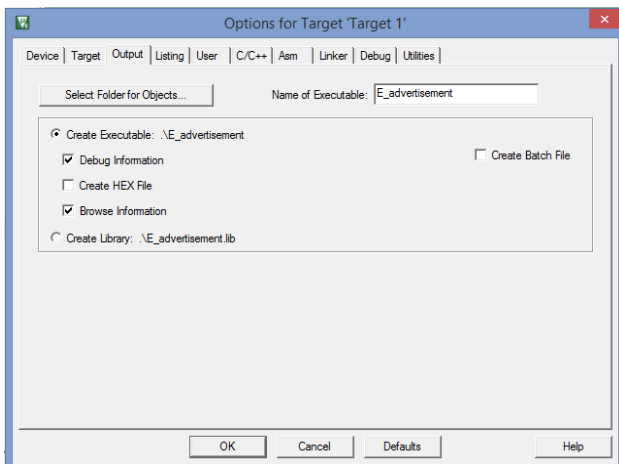 Options for Target 'Target 1'
Device Target Output Listing User C/C++ Asm Linker Debug Utilities
Select Folder for Objects... Name of Executable: E_advertisement
Create Executable: .\E_advertisement
Debug Information Create Batch File
Create HEX File
Browse Information
Create Library: .\E_advertisement.lib
OK Cancel Defaults Help